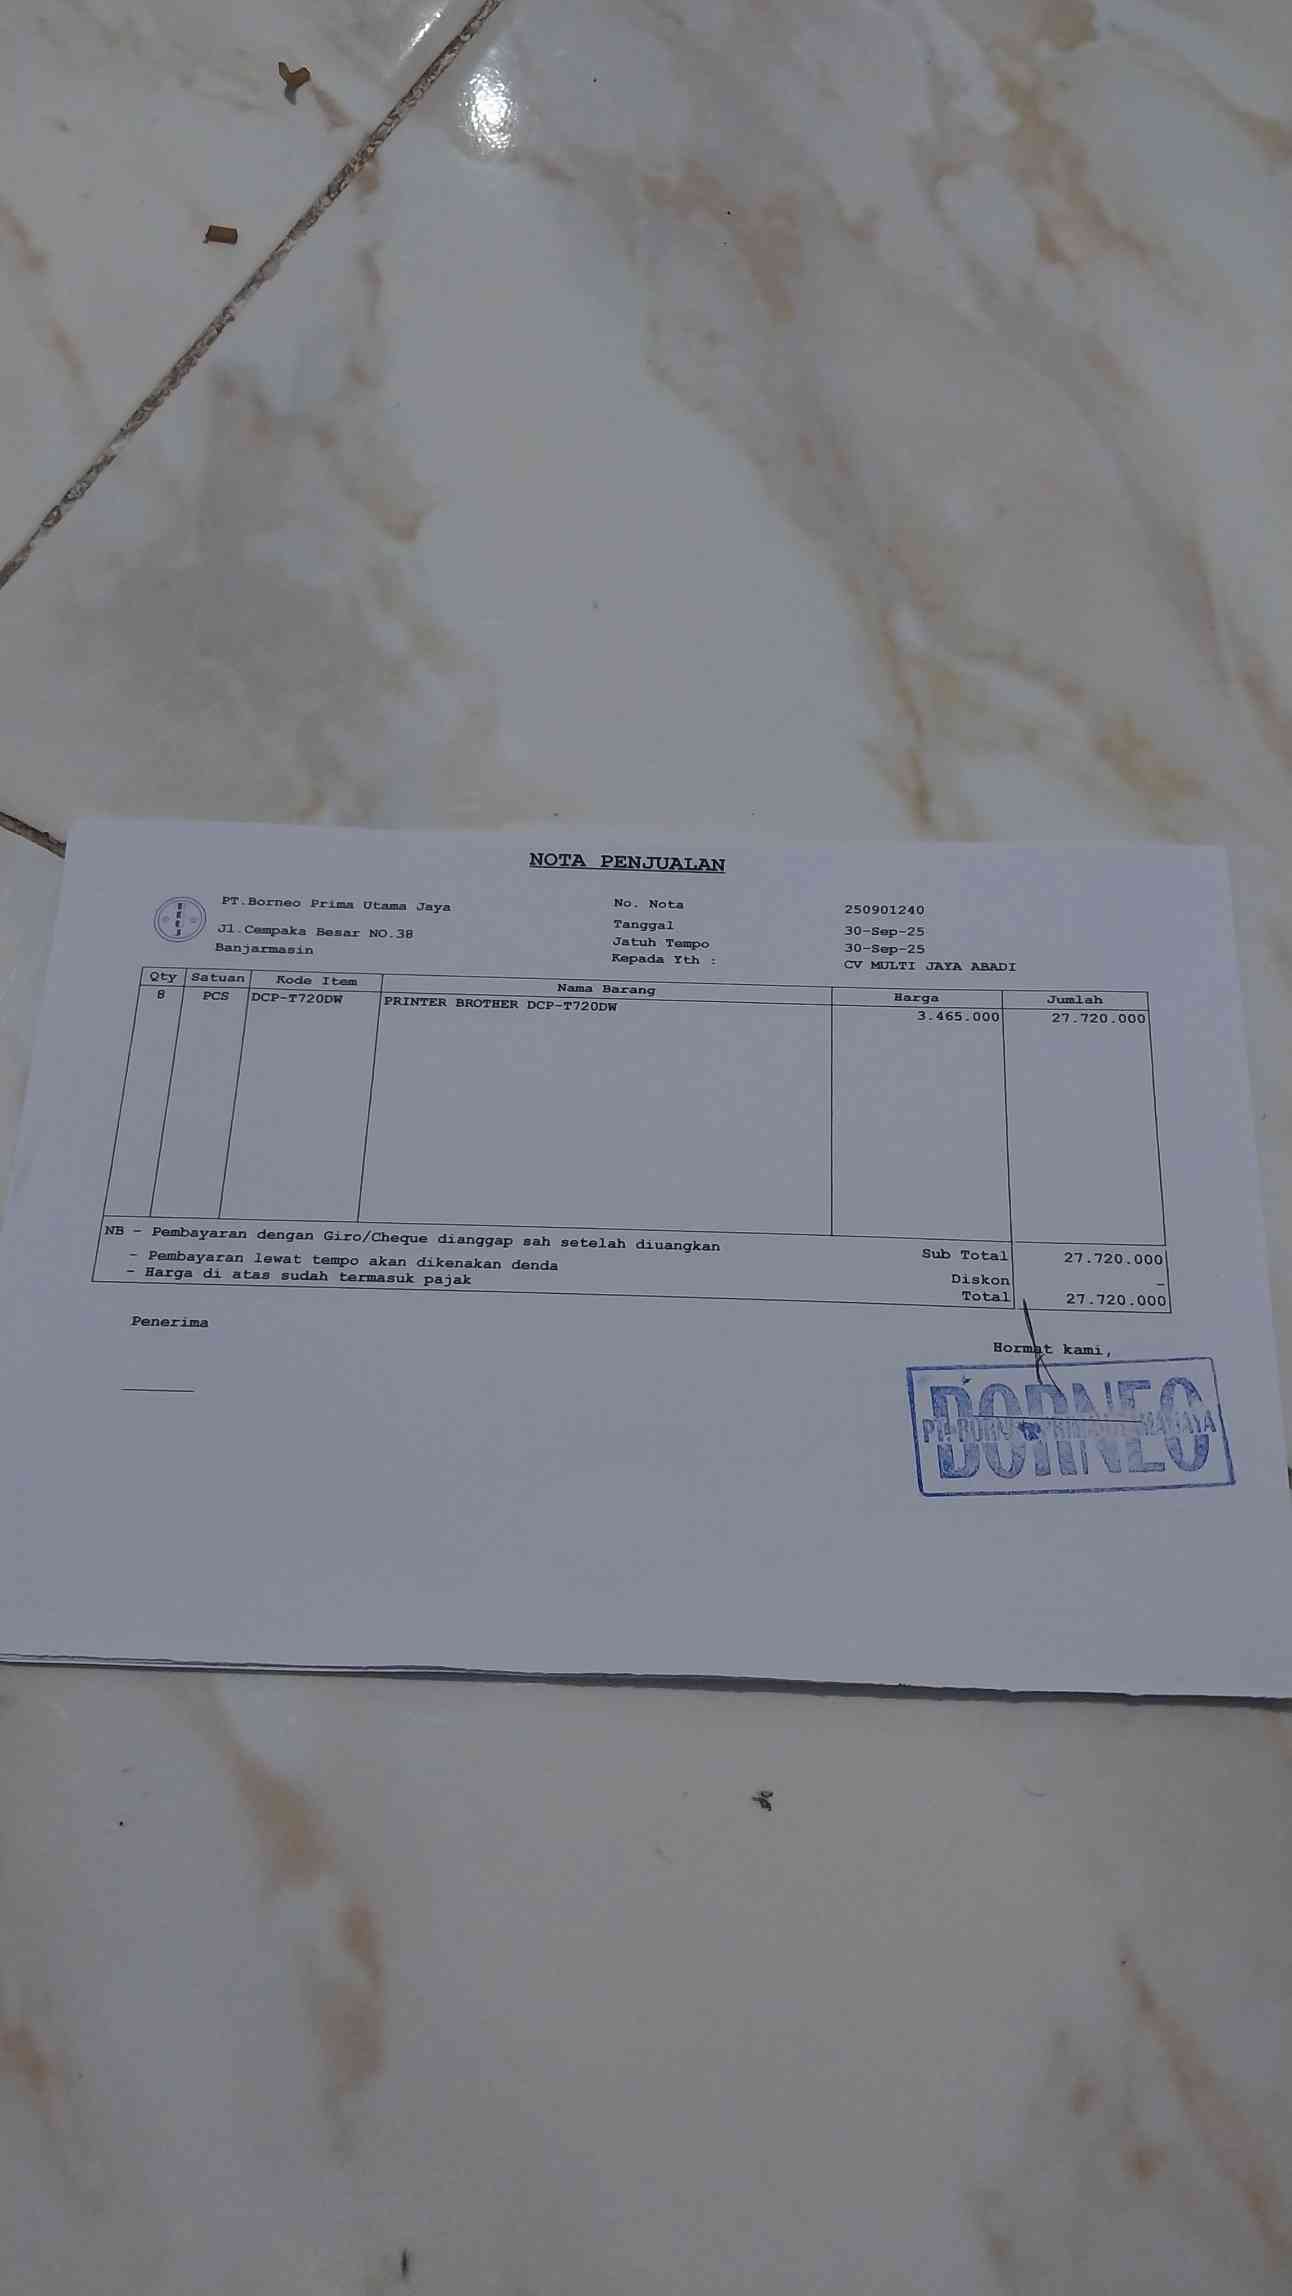 NOTA PENJUALAN
PT.Borneo Prima Utama Jaya
Jl.Cempaka Besar NO.38
Banjarmasin
No. Nota 250901240
Tanggal 30-Sep-25
Jatuh Tempo 30-Sep-25
Kepada Yth : CV MULTI JAYA ABADI
Qty Satuan Kode Item Nama Barang Harga Jumlah
8 PCS DCP-T720DW PRINTER BROTHER DCP-T720DW 3.465.000 27.720.000
NB - Pembayaran dengan Giro/Cheque dianggap sah setelah diuangkan
- Pembayaran lewat tempo akan dikenakan denda
- Harga di atas sudah termasuk pajak
Sub Total 27.720.000
Diskon -
Total 27.720.000
Penerima
Hormat kami,
BORNEO